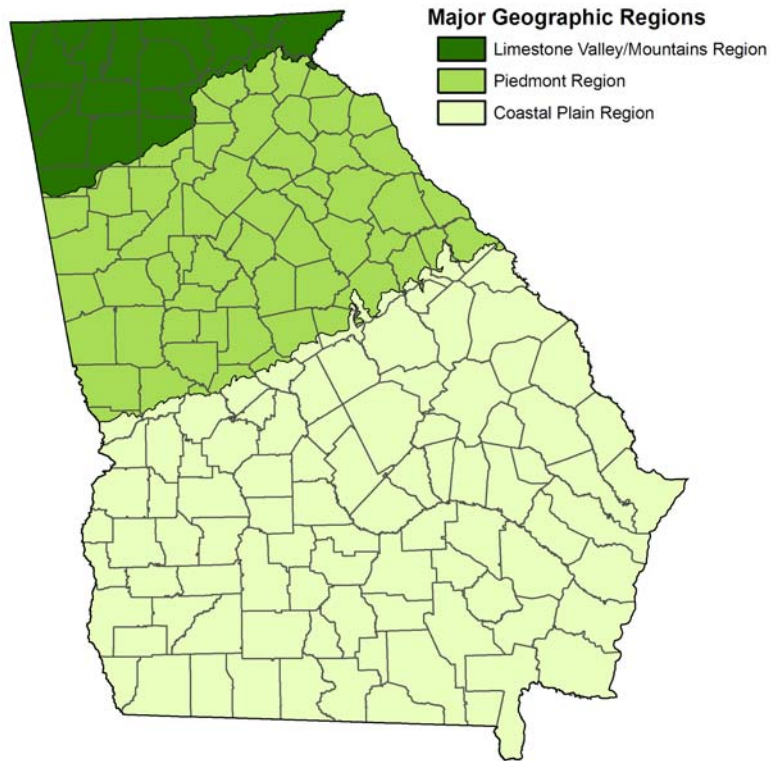 Major Geographic Regions
Limestone Valley/Mountains Region
Piedmont Region
Coastal Plain Region